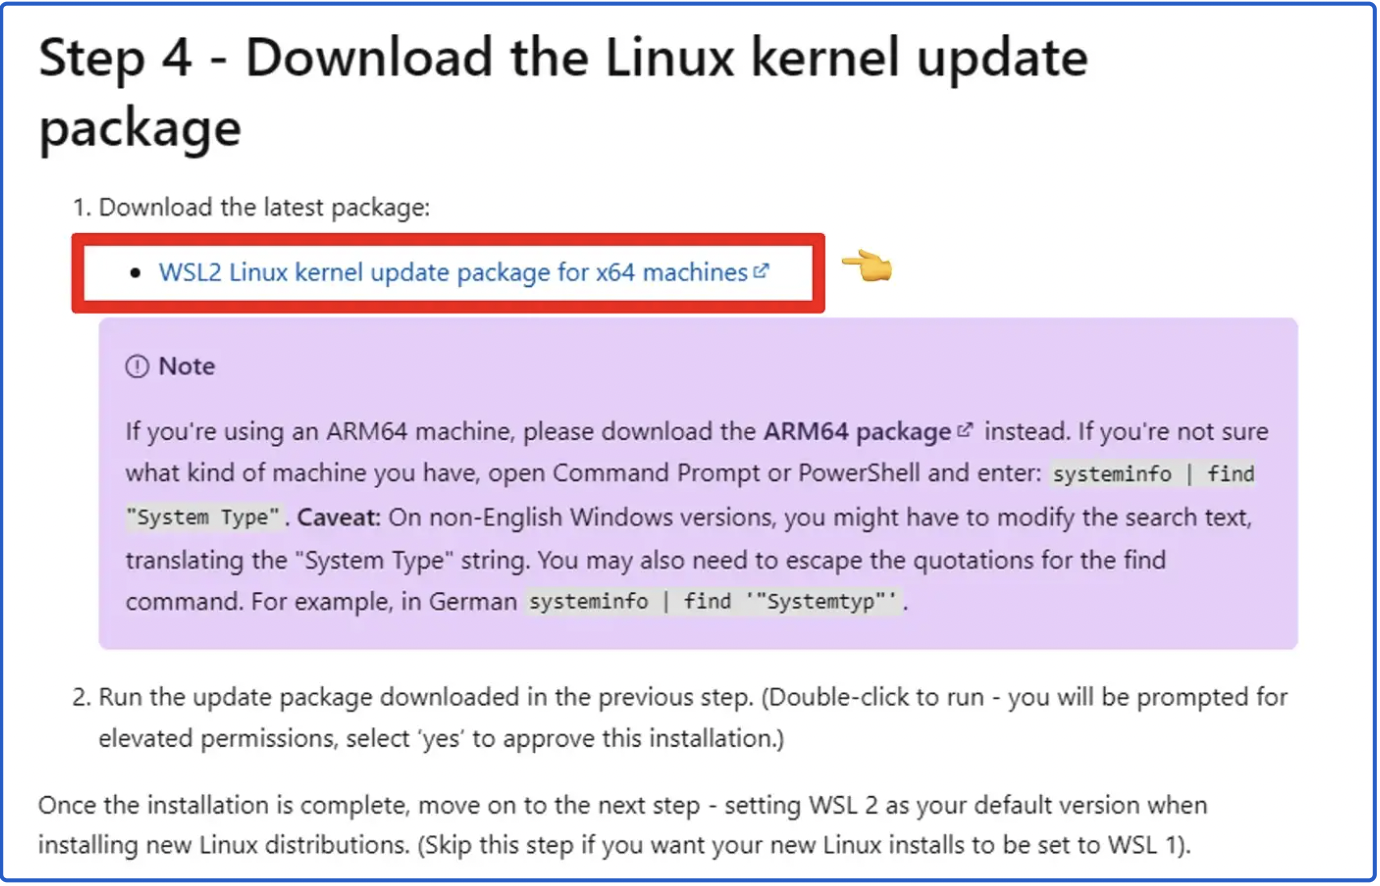 Step 4 - Download the Linux kernel update
package
1. Download the latest package:
• WSL2 Linux kernel update package for x64 machines
Note
If you're using an ARM64 machine, please download the ARM64 package instead. If you're not sure
what kind of machine you have, open Command Prompt or PowerShell and enter: systeminfo | find
"System Type". Caveat: On non-English Windows versions, you might have to modify the search text,
translating the "System Type" string. You may also need to escape the quotations for the find
command. For example, in German systeminfo | find '"Systemtyp"'.
2. Run the update package downloaded in the previous step. (Double-click to run - you will be prompted for
elevated permissions, select ‘yes’ to approve this installation.)
Once the installation is complete, move on to the next step - setting WSL 2 as your default version when
installing new Linux distributions. (Skip this step if you want your new Linux installs to be set to WSL 1).